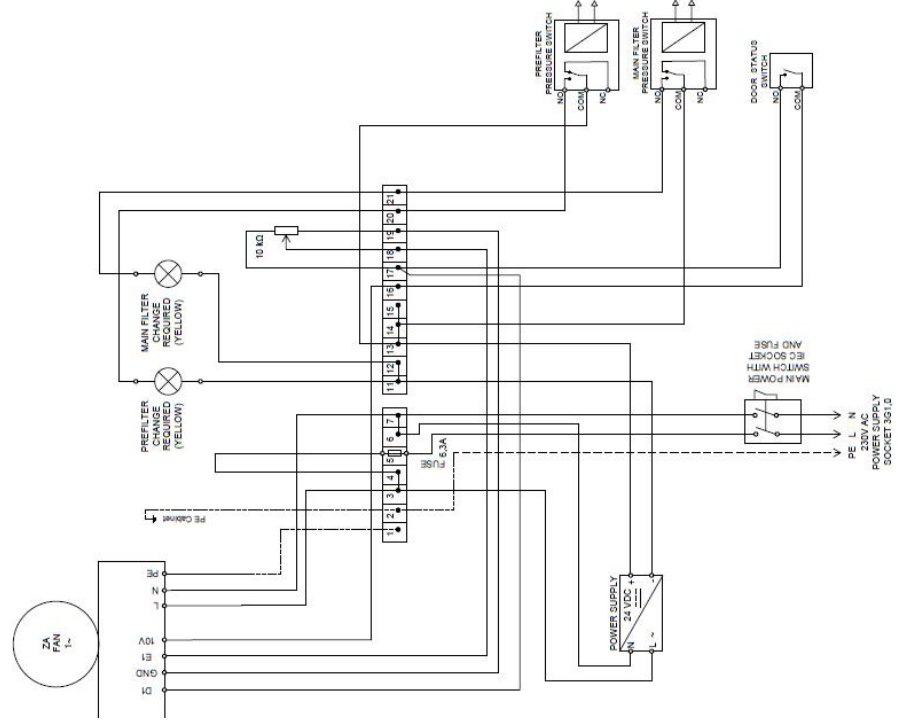 PREFILTER
PRESSURE SWITCH
NO
COM
NC
MAIN FILTER
PRESSURE SWITCH
NO
COM
NC
DOOR STATUS
SWITCH
NO
COM
21
20
19
18
17
16
15
14
13
12
11
10 kΩ
MAIN FILTER
CHANGE
REQUIRED
(YELLOW)
PREFILTER
CHANGE
REQUIRED
(YELLOW)
7
6
5
4
3
2
1
FUSE
6,3A
MAIN POWER
SWITCH WITH
IEC SOCKET
AND FUSE
PE L N
230V AC
POWER SUPPLY
SOCKET 3G1,0
PE Cabinet
PE
N
L
10V
E1
GND
D1
ZA
FAN
1~
POWER SUPPLY
24 VDC
+
-
N
L ~